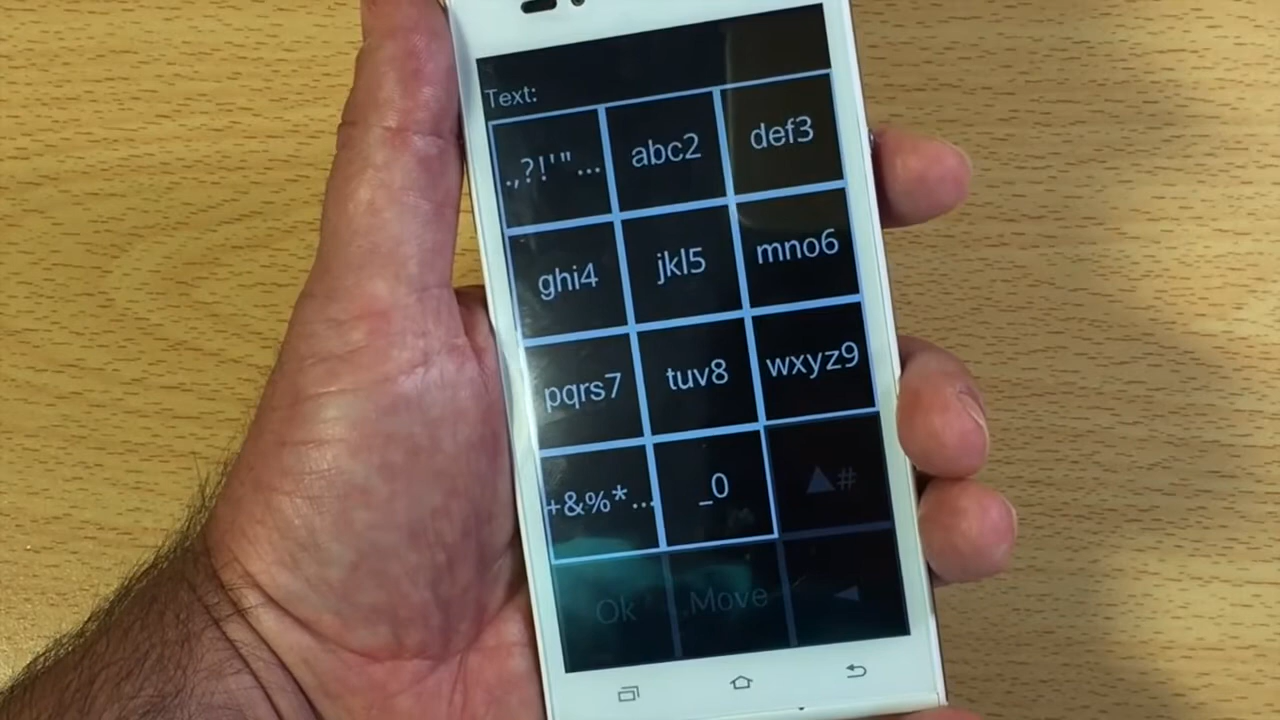 Text:
.,?!'" ... abc2 def3
ghi4 jkl5 mno6
pqrs7 tuv8 wxyz9
+&%*... _0 ▲#
Ok Move ◄